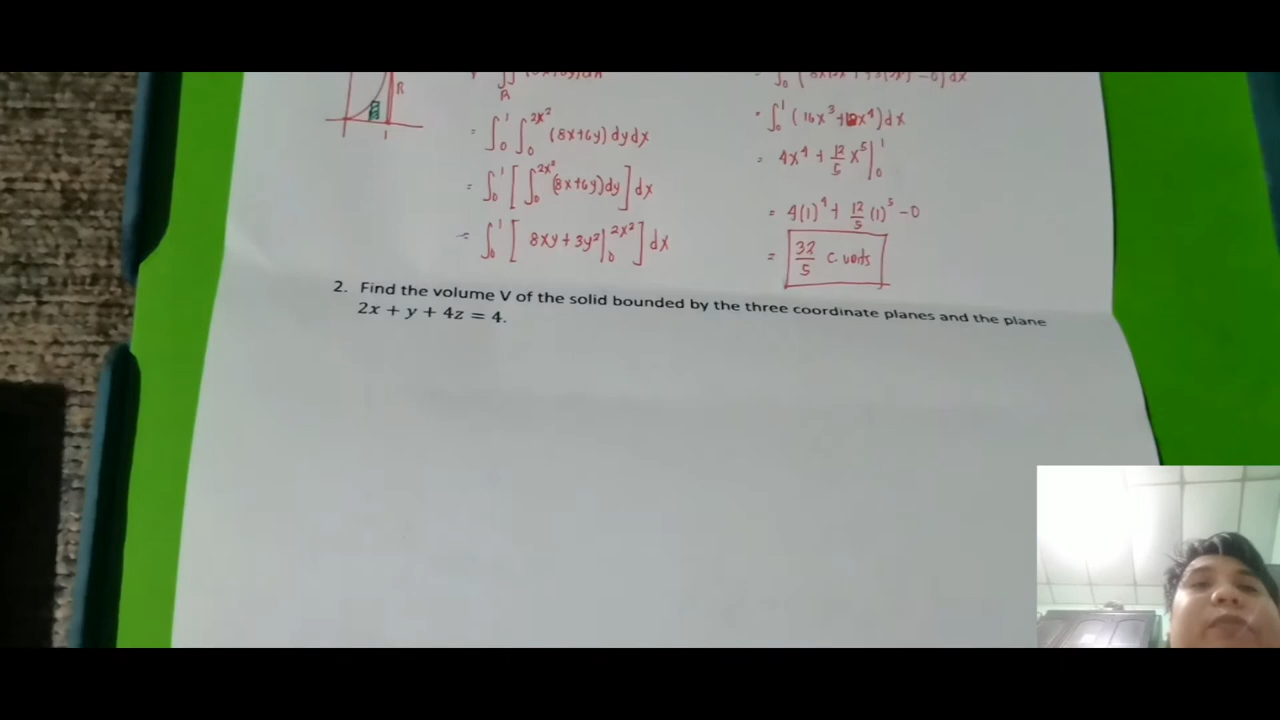 R
R
= ∫₀¹ ∫₀^{2x²} (8x+6y) dy dx
= ∫₀¹ [ ∫₀^{2x²} (8x+6y) dy ] dx
= ∫₀¹ [ 8xy + 3y² |₀^{2x²} ] dx
1
= ∫₀¹ (16x³ + 12x⁴) dx
= 4x⁴ + 12/5 x⁵ |₀¹
= 4(1)⁴ + 12/5 (1)⁵ - 0
= 32/5 c. units
2. Find the volume V of the solid bounded by the three coordinate planes and the plane
2x + y + 4z = 4.